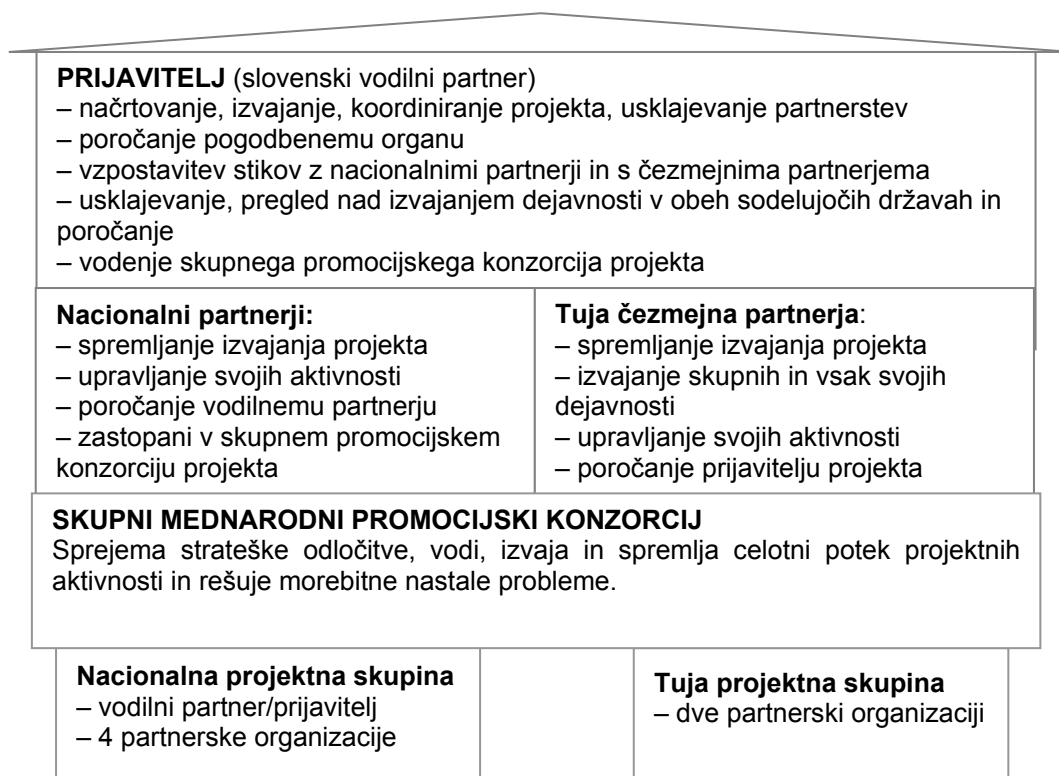 PRIJAVITELJ (slovenski vodilni partner)
– načrtovanje, izvajanje, koordiniranje projekta, usklajevanje partnerstev
– poročanje pogodbenemu organu
– vzpostavitev stikov z nacionalnimi partnerji in s čezmejnima partnerjema
– usklajevanje, pregled nad izvajanjem dejavnosti v obeh sodelujočih državah in
poročanje
– vodenje skupnega promocijskega konzorcija projekta
Nacionalni partnerji:
– spremljanje izvajanja projekta
– upravljanje svojih aktivnosti
– poročanje vodilnemu partnerju
– zastopani v skupnem promocijskem
konzorciju projekta
Tuja čezmejna partnerja:
– spremljanje izvajanja projekta
– izvajanje skupnih in vsak svojih
dejavnosti
– upravljanje svojih aktivnosti
– poročanje prijavitelju projekta
SKUPNI MEDNARODNI PROMOCIJSKI KONZORCIJ
Sprejema strateške odločitve, vodi, izvaja in spremlja celotni potek projektnih
aktivnosti in rešuje morebitne nastale probleme.
Nacionalna projektna skupina
– vodilni partner/prijavitelj
– 4 partnerske organizacije
Tuja projektna skupina
– dve partnerski organizaciji